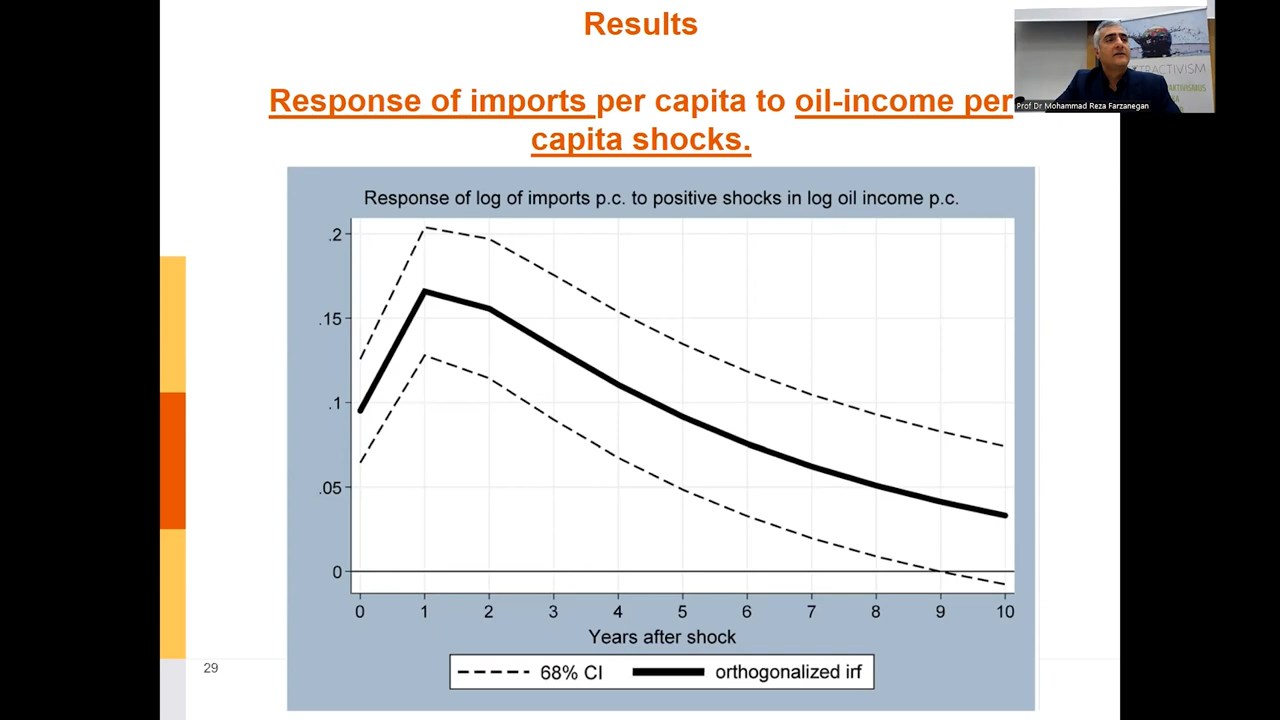 Results
Response of imports per capita to oil-income per
capita shocks.
Prof Dr Mohammad Reza Farzanegan
Response of log of imports p.c. to positive shocks in log oil income p.c.
.2
.15
.1
.05
0
0 1 2 3 4 5 6 7 8 9 10
Years after shock
68% CI orthogonalized irf
29